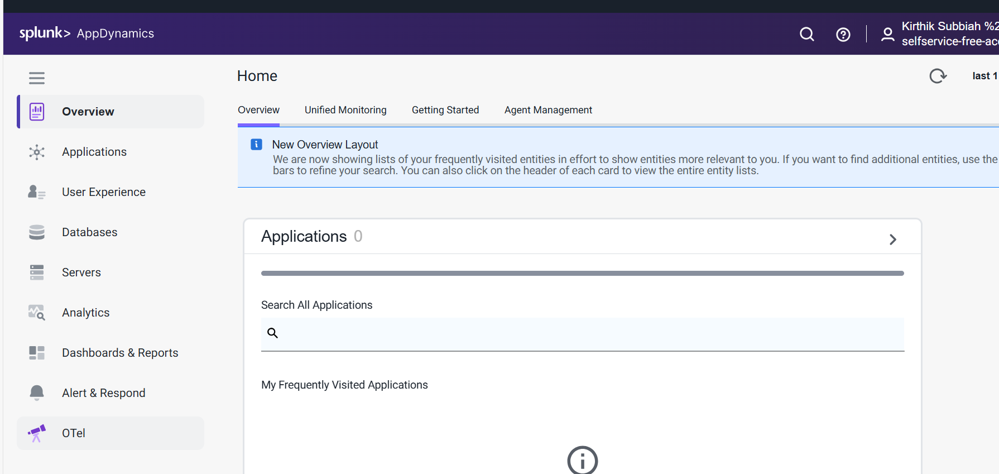 splunk> AppDynamics
Kirthik Subbiah %2
selfservice-free-acc
Home
last 1
Overview
Applications
User Experience
Databases
Servers
Analytics
Dashboards & Reports
Alert & Respond
OTel
Overview Unified Monitoring Getting Started Agent Management
New Overview Layout
We are now showing lists of your frequently visited entities in effort to show entities more relevant to you. If you want to find additional entities, use the
bars to refine your search. You can also click on the header of each card to view the entire entity lists.
Applications 0
Search All Applications
My Frequently Visited Applications